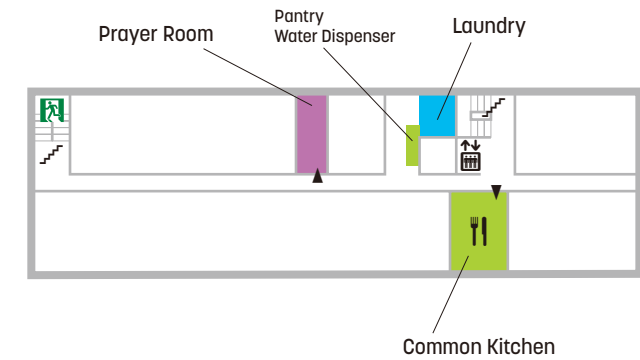 Prayer Room
Pantry
Water Dispenser
Laundry
Common Kitchen